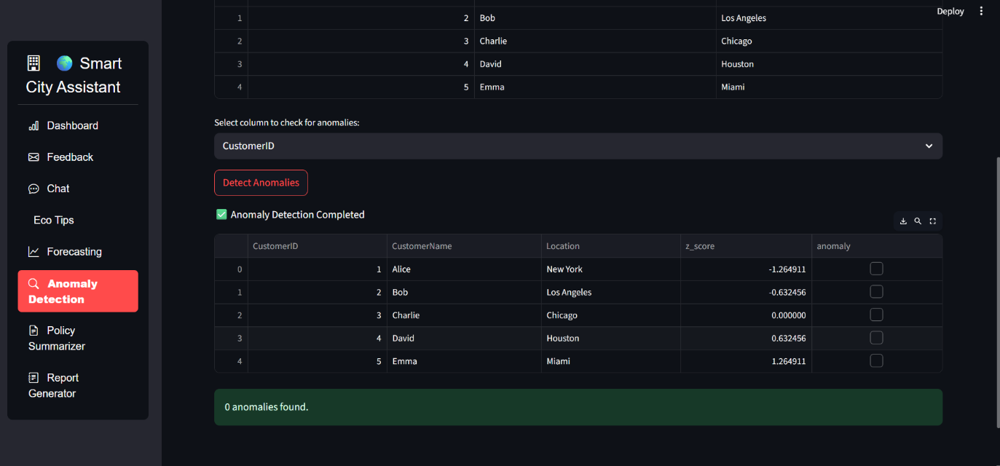 Deploy
Smart
City Assistant
Dashboard
Feedback
Chat
Eco Tips
Forecasting
Anomaly
Detection
Policy
Summarizer
Report
Generator
1 2 Bob Los Angeles
2 3 Charlie Chicago
3 4 David Houston
4 5 Emma Miami
Select column to check for anomalies:
CustomerID
Detect Anomalies
Anomaly Detection Completed
CustomerID CustomerName Location z_score anomaly
0 1 Alice New York -1.264911
1 2 Bob Los Angeles -0.632456
2 3 Charlie Chicago 0.000000
3 4 David Houston 0.632456
4 5 Emma Miami 1.264911
0 anomalies found.